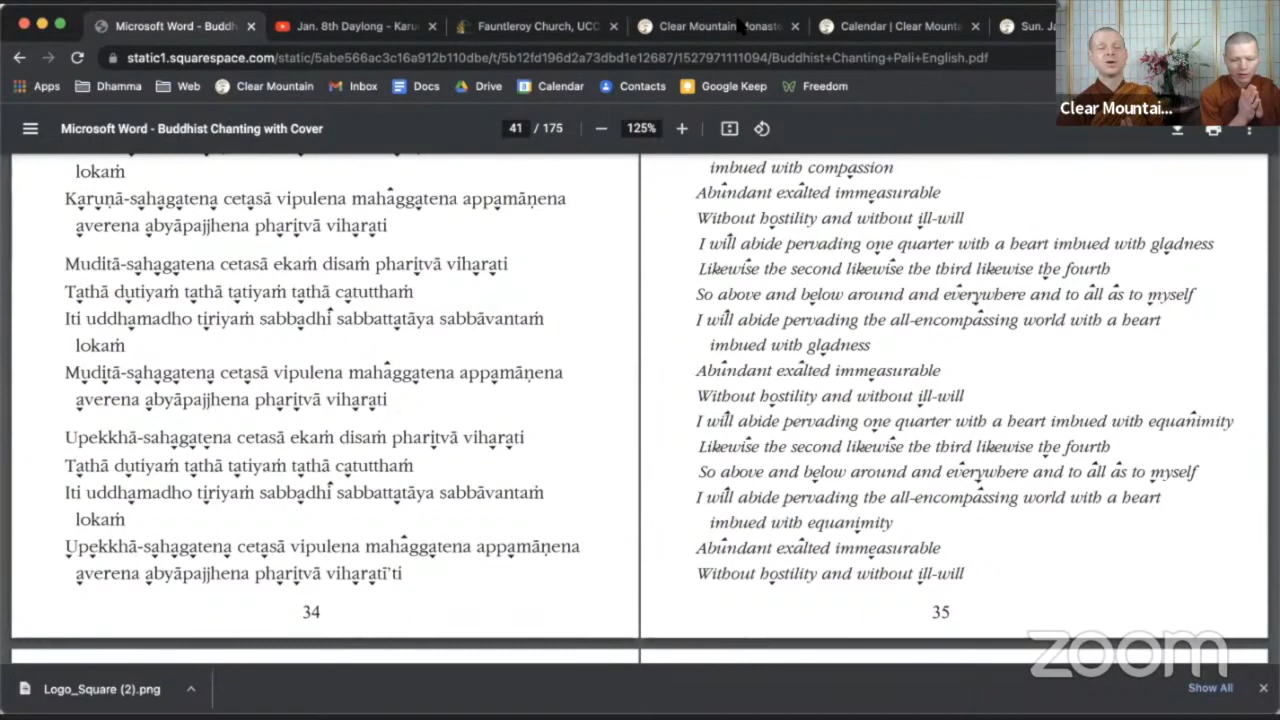 Microsoft Word - Buddh
Jan. 8th Daylong - Karu
Fauntleroy Church, UCC
Clear Mountain Monast
Calendar | Clear Mounta
Sun. Ja
static1.squarespace.com/static/5abe566ac3c16a912b110dbe/t/5b12fd196d2a73dbd1e12687/1527971111094/Buddhist+Chanting+Pali+English.pdf
Apps Dhamma Web Clear Mountain Inbox Docs Drive Calendar Contacts Google Keep Freedom
Clear Mountai...
Microsoft Word - Buddhist Chanting with Cover
41 / 175
125%
lokaṁ
Karuṇā-sahagatena cetasā vipulena mahaggatena appamāṇena
averena abyāpajjhena pharitvā viharati
Muditā-sahagatena cetasā ekaṁ disaṁ pharitvā viharati
Tathā dutiyaṁ tathā tatiyaṁ tathā catutthaṁ
Iti uddhamadho tiriyaṁ sabbadhi sabbattatāya sabbāvantaṁ
lokaṁ
Muditā-sahagatena cetasā vipulena mahaggatena appamāṇena
averena abyāpajjhena pharitvā viharati
Upekkhā-sahagatena cetasā ekaṁ disaṁ pharitvā viharati
Tathā dutiyaṁ tathā tatiyaṁ tathā catutthaṁ
Iti uddhamadho tiriyaṁ sabbadhi sabbattatāya sabbāvantaṁ
lokaṁ
Upekkhā-sahagatena cetasā vipulena mahaggatena appamāṇena
averena abyāpajjhena pharitvā viharatī'ti
34
imbued with compassion
Abundant exalted immeasurable
Without hostility and without ill-will
I will abide pervading one quarter with a heart imbued with gladness
Likewise the second likewise the third likewise the fourth
So above and below around and everywhere and to all as to myself
I will abide pervading the all-encompassing world with a heart
imbued with gladness
Abundant exalted immeasurable
Without hostility and without ill-will
I will abide pervading one quarter with a heart imbued with equanimity
Likewise the second likewise the third likewise the fourth
So above and below around and everywhere and to all as to myself
I will abide pervading the all-encompassing world with a heart
imbued with equanimity
Abundant exalted immeasurable
Without hostility and without ill-will
35
zoom
Logo_Square (2).png
Show All